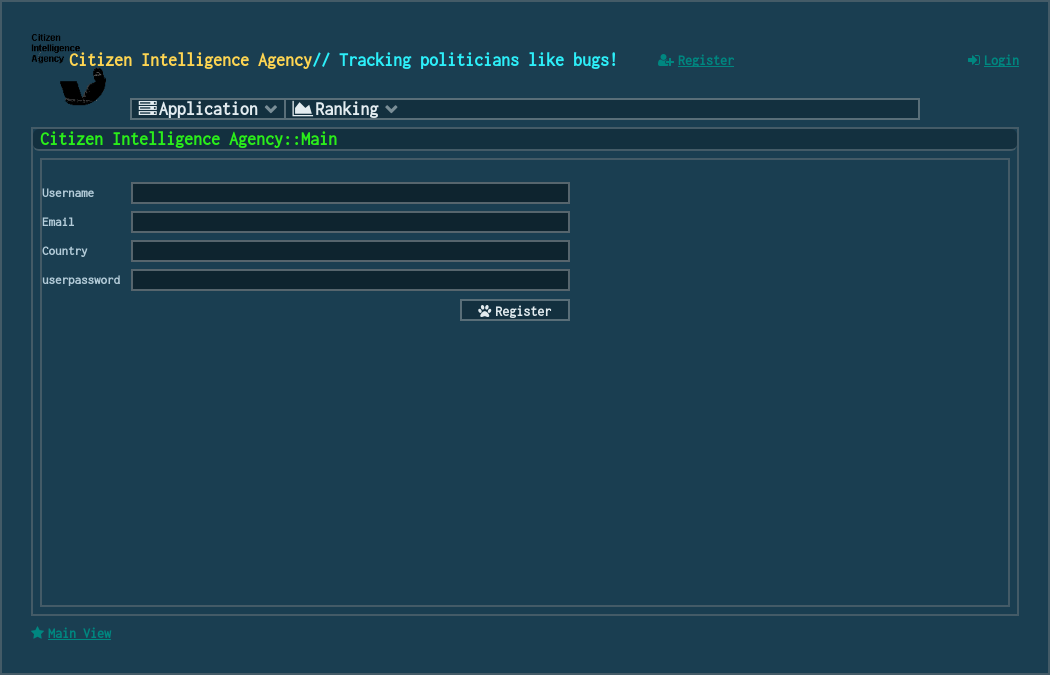 Citizen
Intelligence
Agency
Citizen Intelligence Agency// Tracking politicians like bugs!
Register
Login
Application
Ranking
Citizen Intelligence Agency::Main
Username
Email
Country
userpassword
Register
Main View